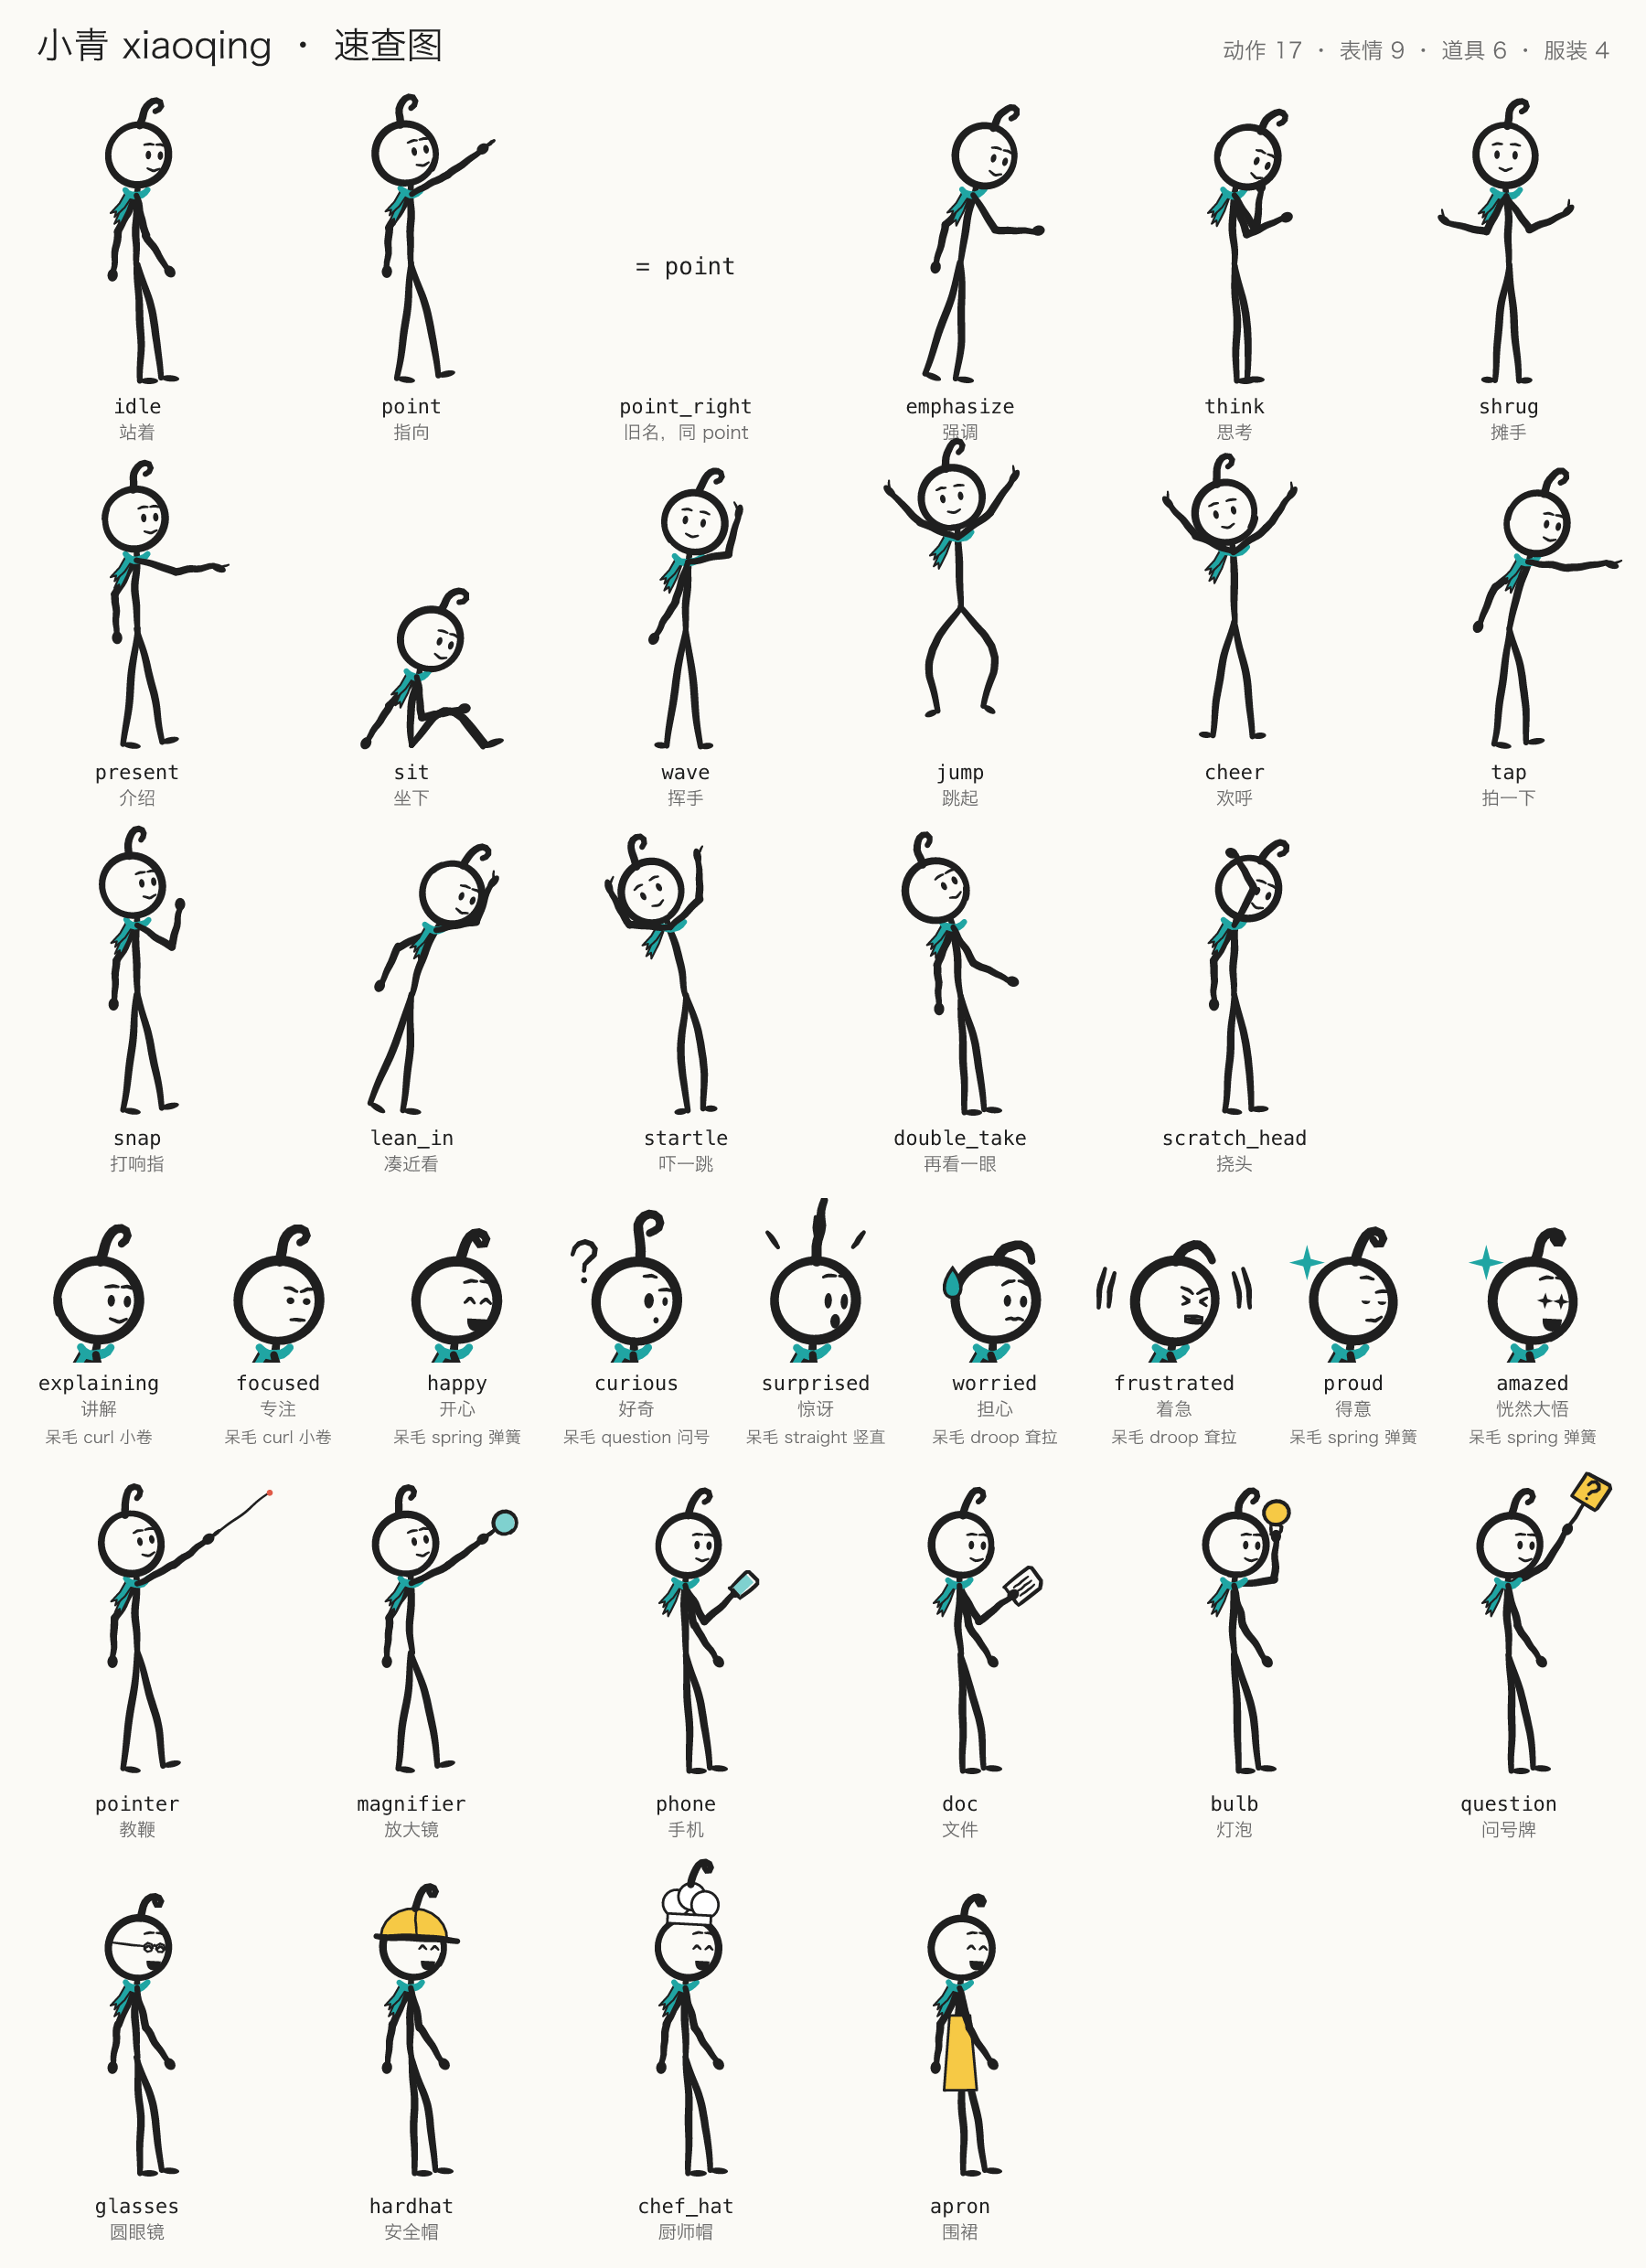 小青 xiaoqing · 速查图
动作 17 · 表情 9 · 道具 6 · 服装 4
= point
idle
站着
point
指向
point_right
旧名，同 point
emphasize
强调
think
思考
shrug
摊手
present
介绍
sit
坐下
wave
挥手
jump
跳起
cheer
欢呼
tap
拍一下
snap
打响指
lean_in
凑近看
startle
吓一跳
double_take
再看一眼
scratch_head
挠头
?
explaining
讲解
呆毛 curl 小卷
focused
专注
呆毛 curl 小卷
happy
开心
呆毛 spring 弹簧
curious
好奇
呆毛 question 问号
surprised
惊讶
呆毛 straight 竖直
worried
担心
呆毛 droop 耷拉
frustrated
着急
呆毛 droop 耷拉
proud
得意
呆毛 spring 弹簧
amazed
恍然大悟
呆毛 spring 弹簧
?
pointer
教鞭
magnifier
放大镜
phone
手机
doc
文件
bulb
灯泡
question
问号牌
glasses
圆眼镜
hardhat
安全帽
chef_hat
厨师帽
apron
围裙